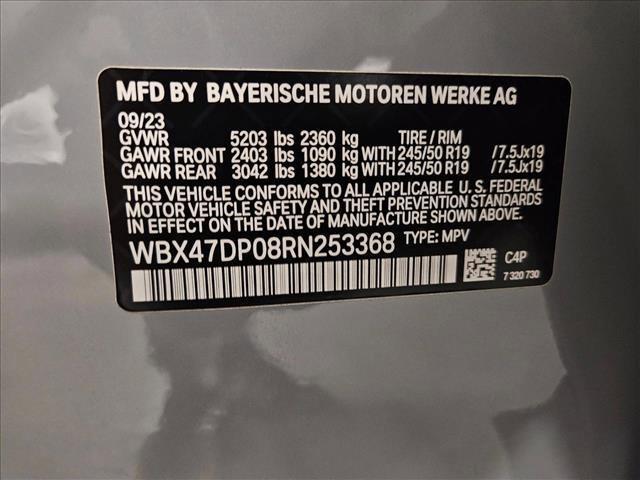 MFD BY BAYERISCHE MOTOREN WERKE AG
09/23
GVWR 5203 lbs 2360 kg TIRE / RIM
GAWR FRONT 2403 lbs 1090 kg WITH 245/50 R19 /7.5Jx19
GAWR REAR 3042 lbs 1380 kg WITH 245/50 R19 /7.5Jx19
THIS VEHICLE CONFORMS TO ALL APPLICABLE U. S. FEDERAL
MOTOR VEHICLE SAFETY AND THEFT PREVENTION STANDARDS
IN EFFECT ON THE DATE OF MANUFACTURE SHOWN ABOVE.
WBX47DP08RN253368 TYPE: MPV
C4P
7 320 730